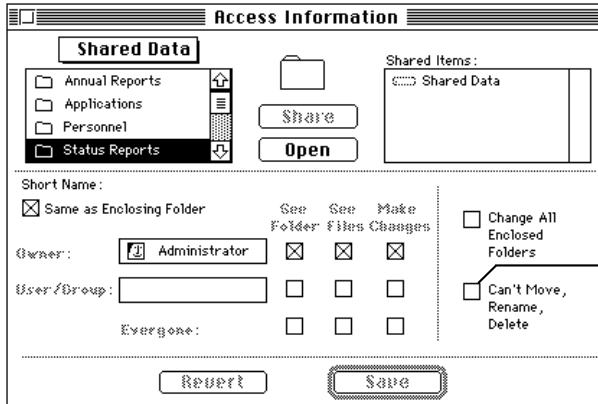 Access Information
Shared Data
Annual Reports
Applications
Personnel
Status Reports
Share
Open
Shared Items:
Shared Data
Short Name:
Same as Enclosing Folder
See Folder
See Files
Make Changes
Owner:
Administrator
User/Group:
Everyone:
Change All
Enclosed
Folders
Can't Move,
Rename,
Delete
Revert
Save